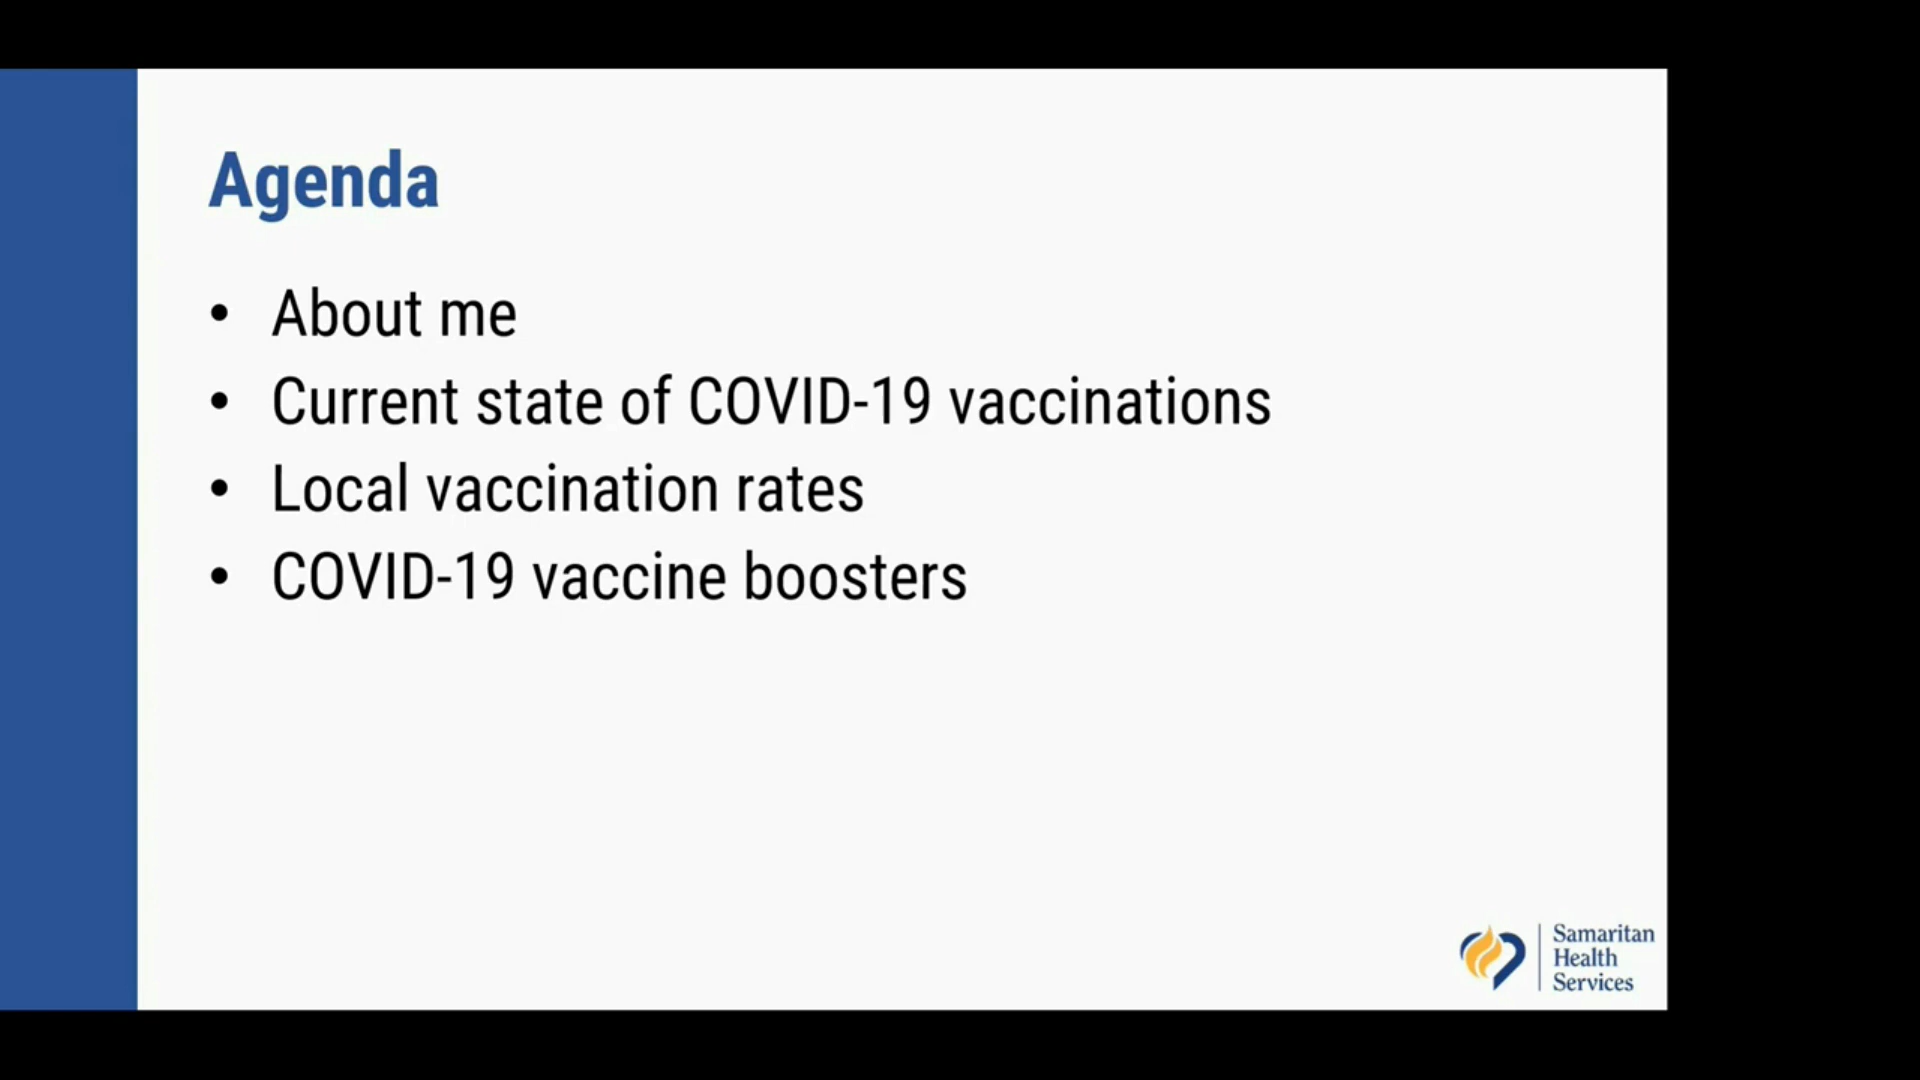 Agenda
• About me
• Current state of COVID-19 vaccinations
• Local vaccination rates
• COVID-19 vaccine boosters
Samaritan
Health
Services